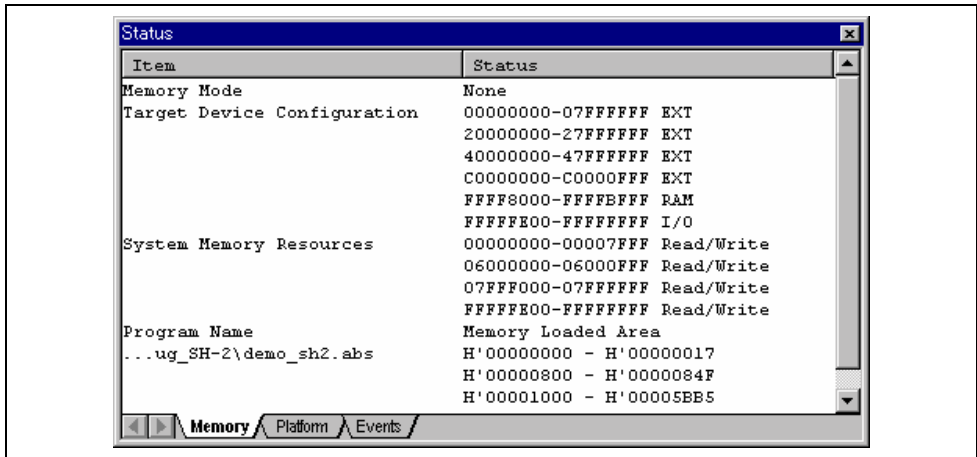 Status
Item Status
Memory Mode None
Target Device Configuration 00000000-07FFFFFF EXT
20000000-27FFFFFF EXT
40000000-47FFFFFF EXT
C0000000-C0000FFF EXT
FFFF8000-FFFFBFFF RAM
FFFFFE00-FFFFFFFF I/O
System Memory Resources 00000000-00007FFF Read/Write
06000000-06000FFF Read/Write
07FFF000-07FFFFFF Read/Write
FFFFFE00-FFFFFFFF Read/Write
Program Name Memory Loaded Area
...ug_SH-2\demo_sh2.abs H'00000000 - H'00000017
H'00000800 - H'0000084F
H'00001000 - H'00005BB5
Memory Platform Events